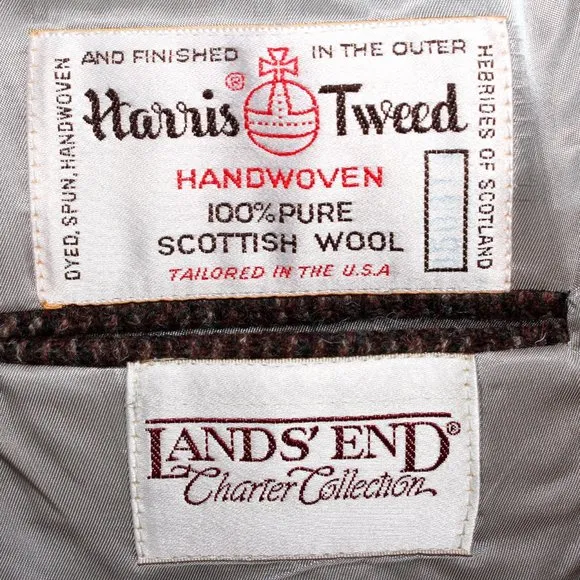 DYED, SPUN, HANDWOVEN
AND FINISHED IN THE OUTER
HEBRIDES OF SCOTLAND
Harris® Tweed
HANDWOVEN
100% PURE
SCOTTISH WOOL
TAILORED IN THE U.S.A
LANDS' END®
Charter Collection